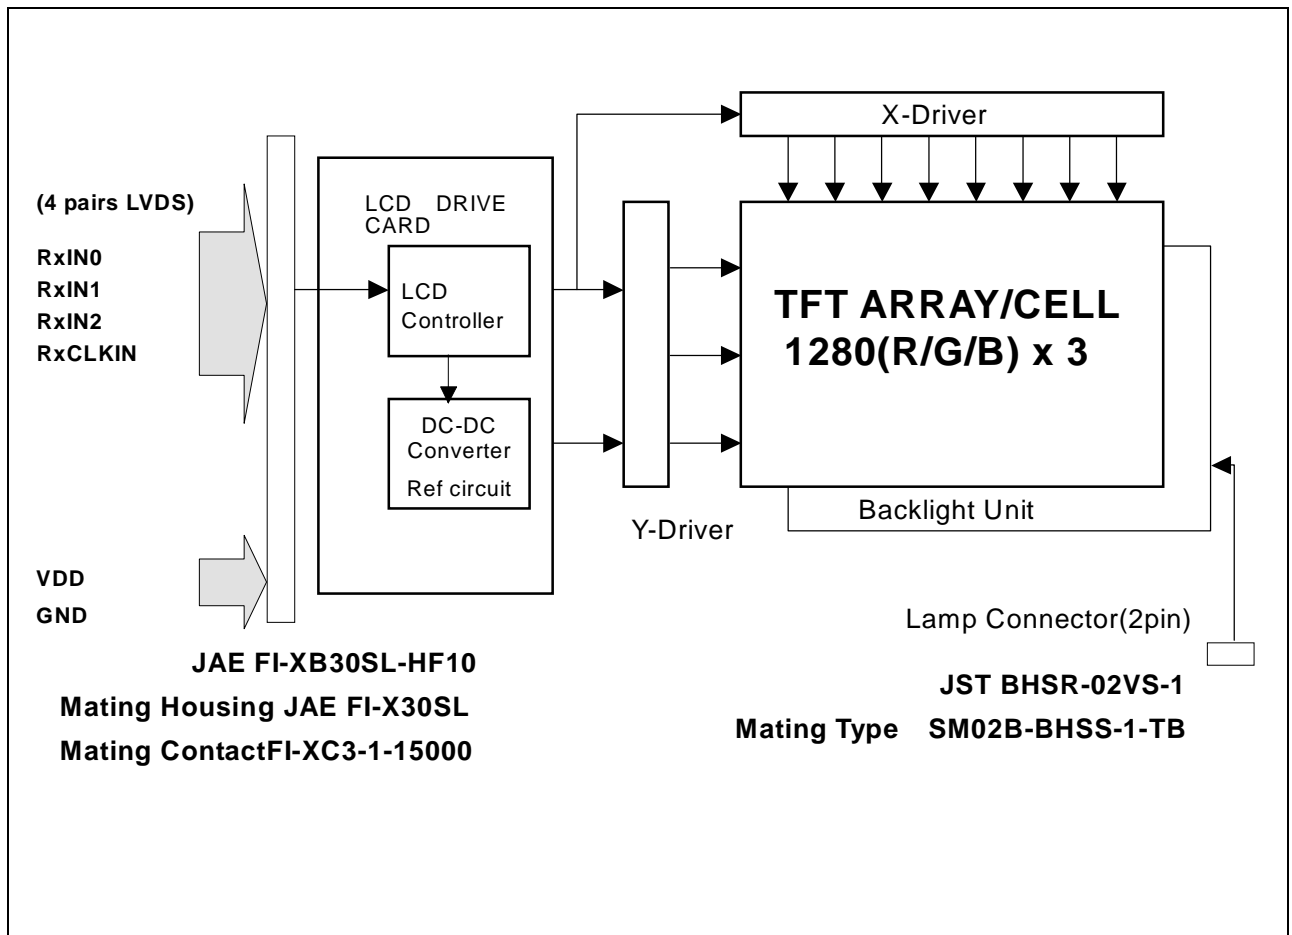 X-Driver
(4 pairs LVDS)
RxIN0
RxIN1
RxIN2
RxCLKIN
LCD DRIVE
CARD
LCD
Controller
DC-DC
Converter
Ref circuit
TFT ARRAY/CELL
1280(R/G/B) x 3
Backlight Unit
Y-Driver
VDD
GND
Lamp Connector(2pin)
JAE FI-XB30SL-HF10
Mating Housing JAE FI-X30SL
Mating ContactFI-XC3-1-15000
JST BHSR-02VS-1
Mating Type SM02B-BHSS-1-TB